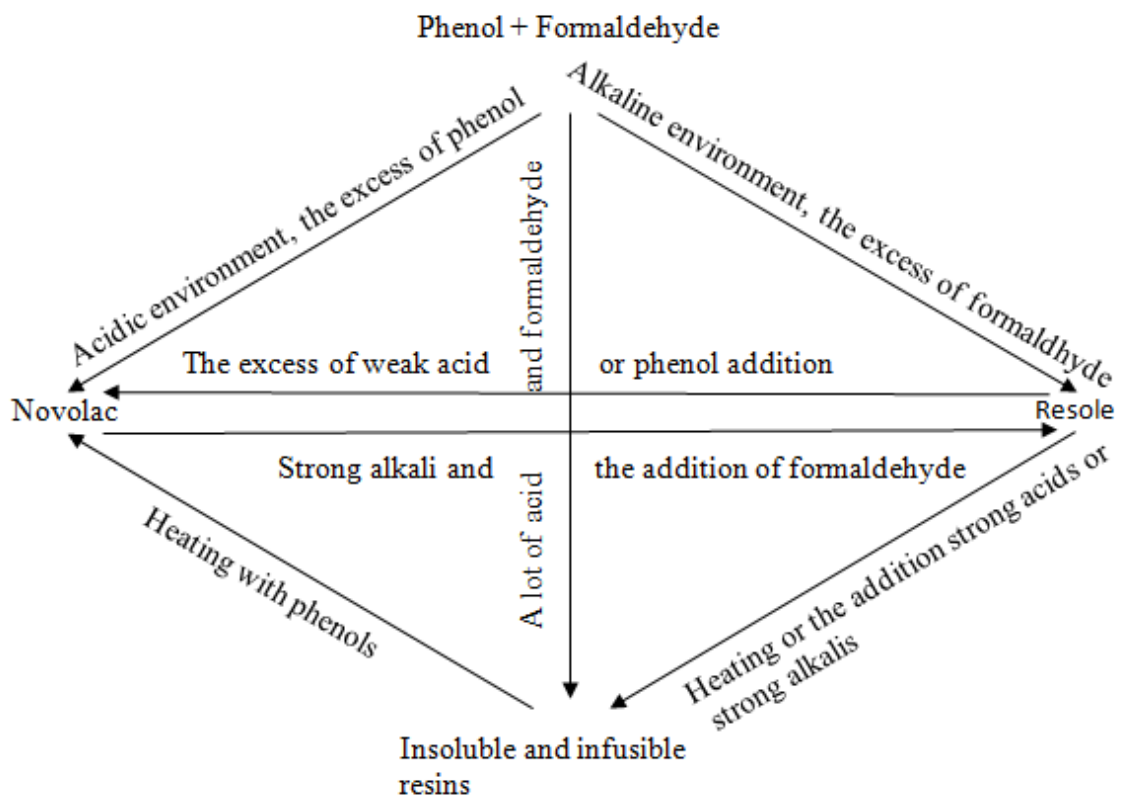 Phenol + Formaldehyde
Acidic environment, the excess of phenol
Alkaline environment, the excess of formaldhyde
A lot of acid and formaldehyde
The excess of weak acid or phenol addition
Novolac
Resole
Strong alkali and the addition of formaldehyde
Heating with phenols
Heating or the addition strong acids or
strong alkalis
Insoluble and infusible
resins